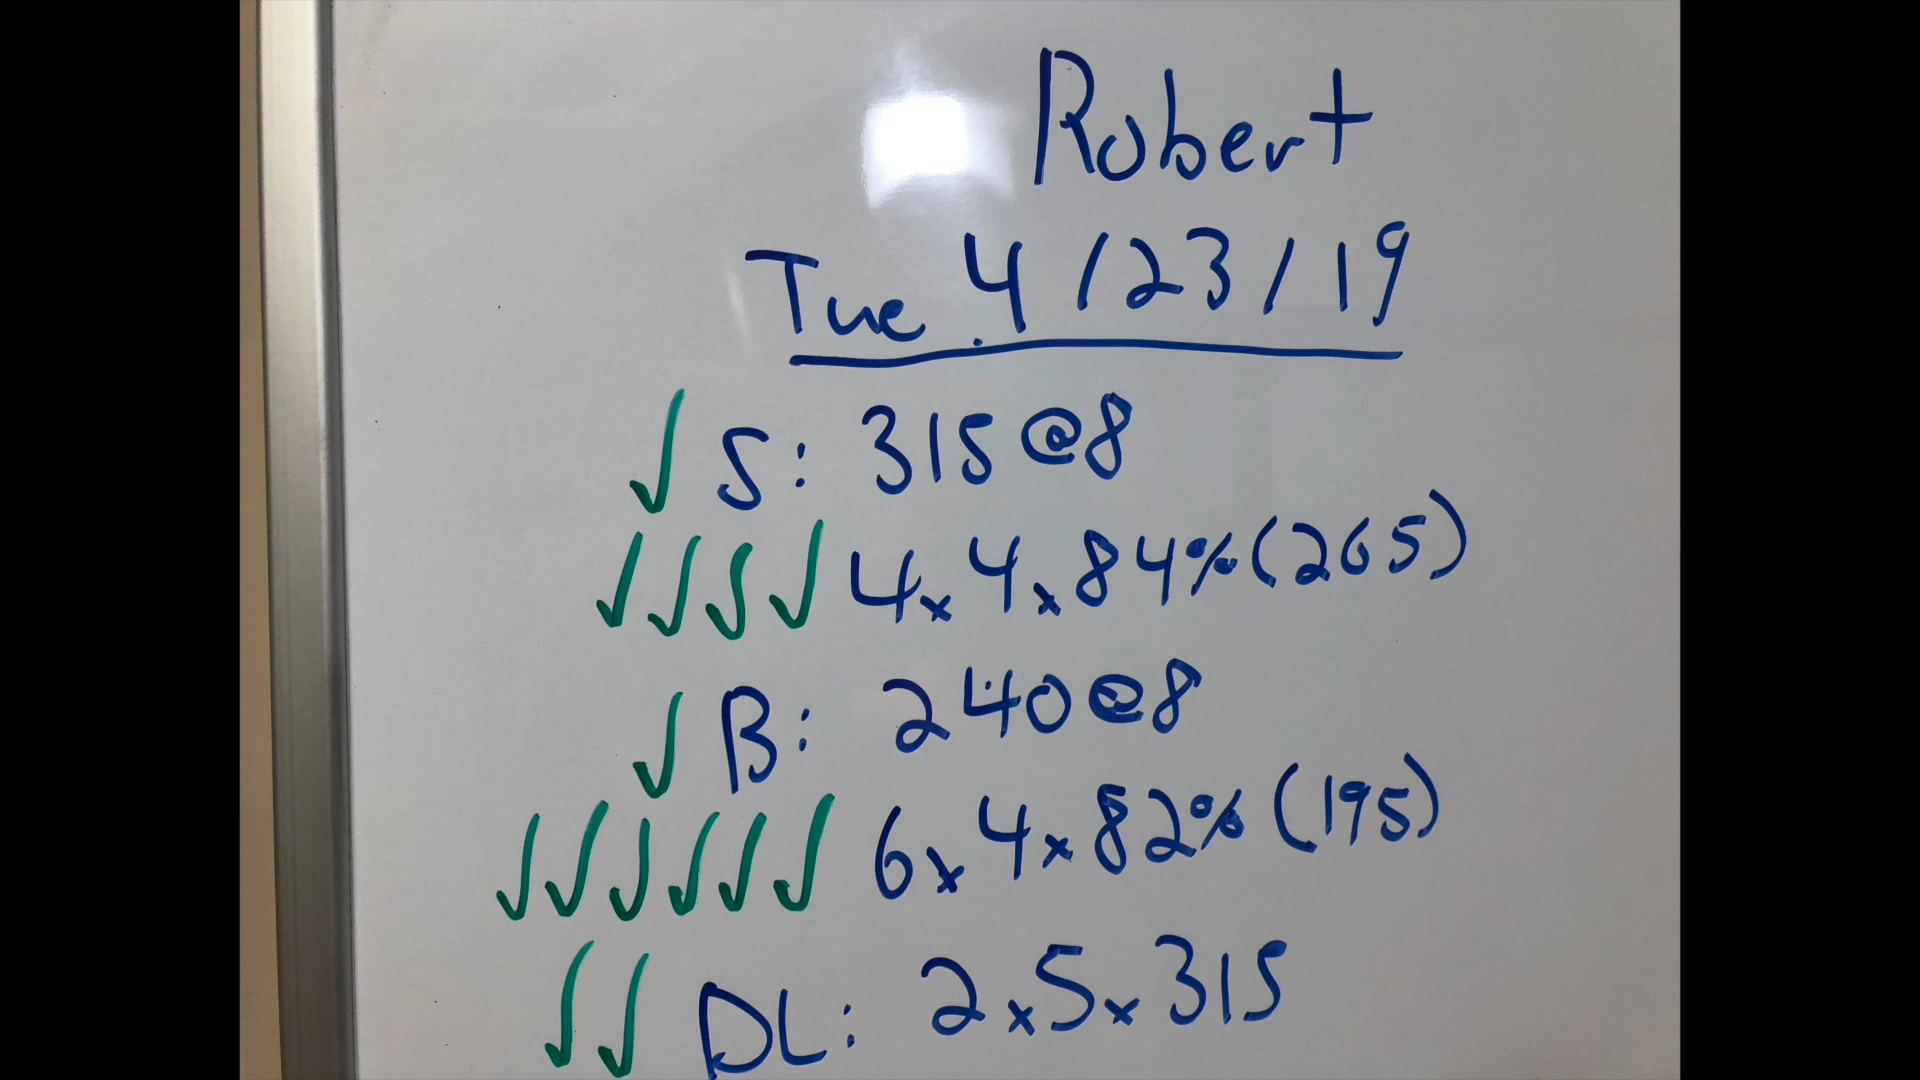 Robert
Tue 4/23/19
✓ S: 315@8
✓✓✓✓ 4x4x84% (265)
✓ B: 240@8
✓✓✓✓✓✓ 6x4x82% (195)
✓✓ DL: 2x5x315